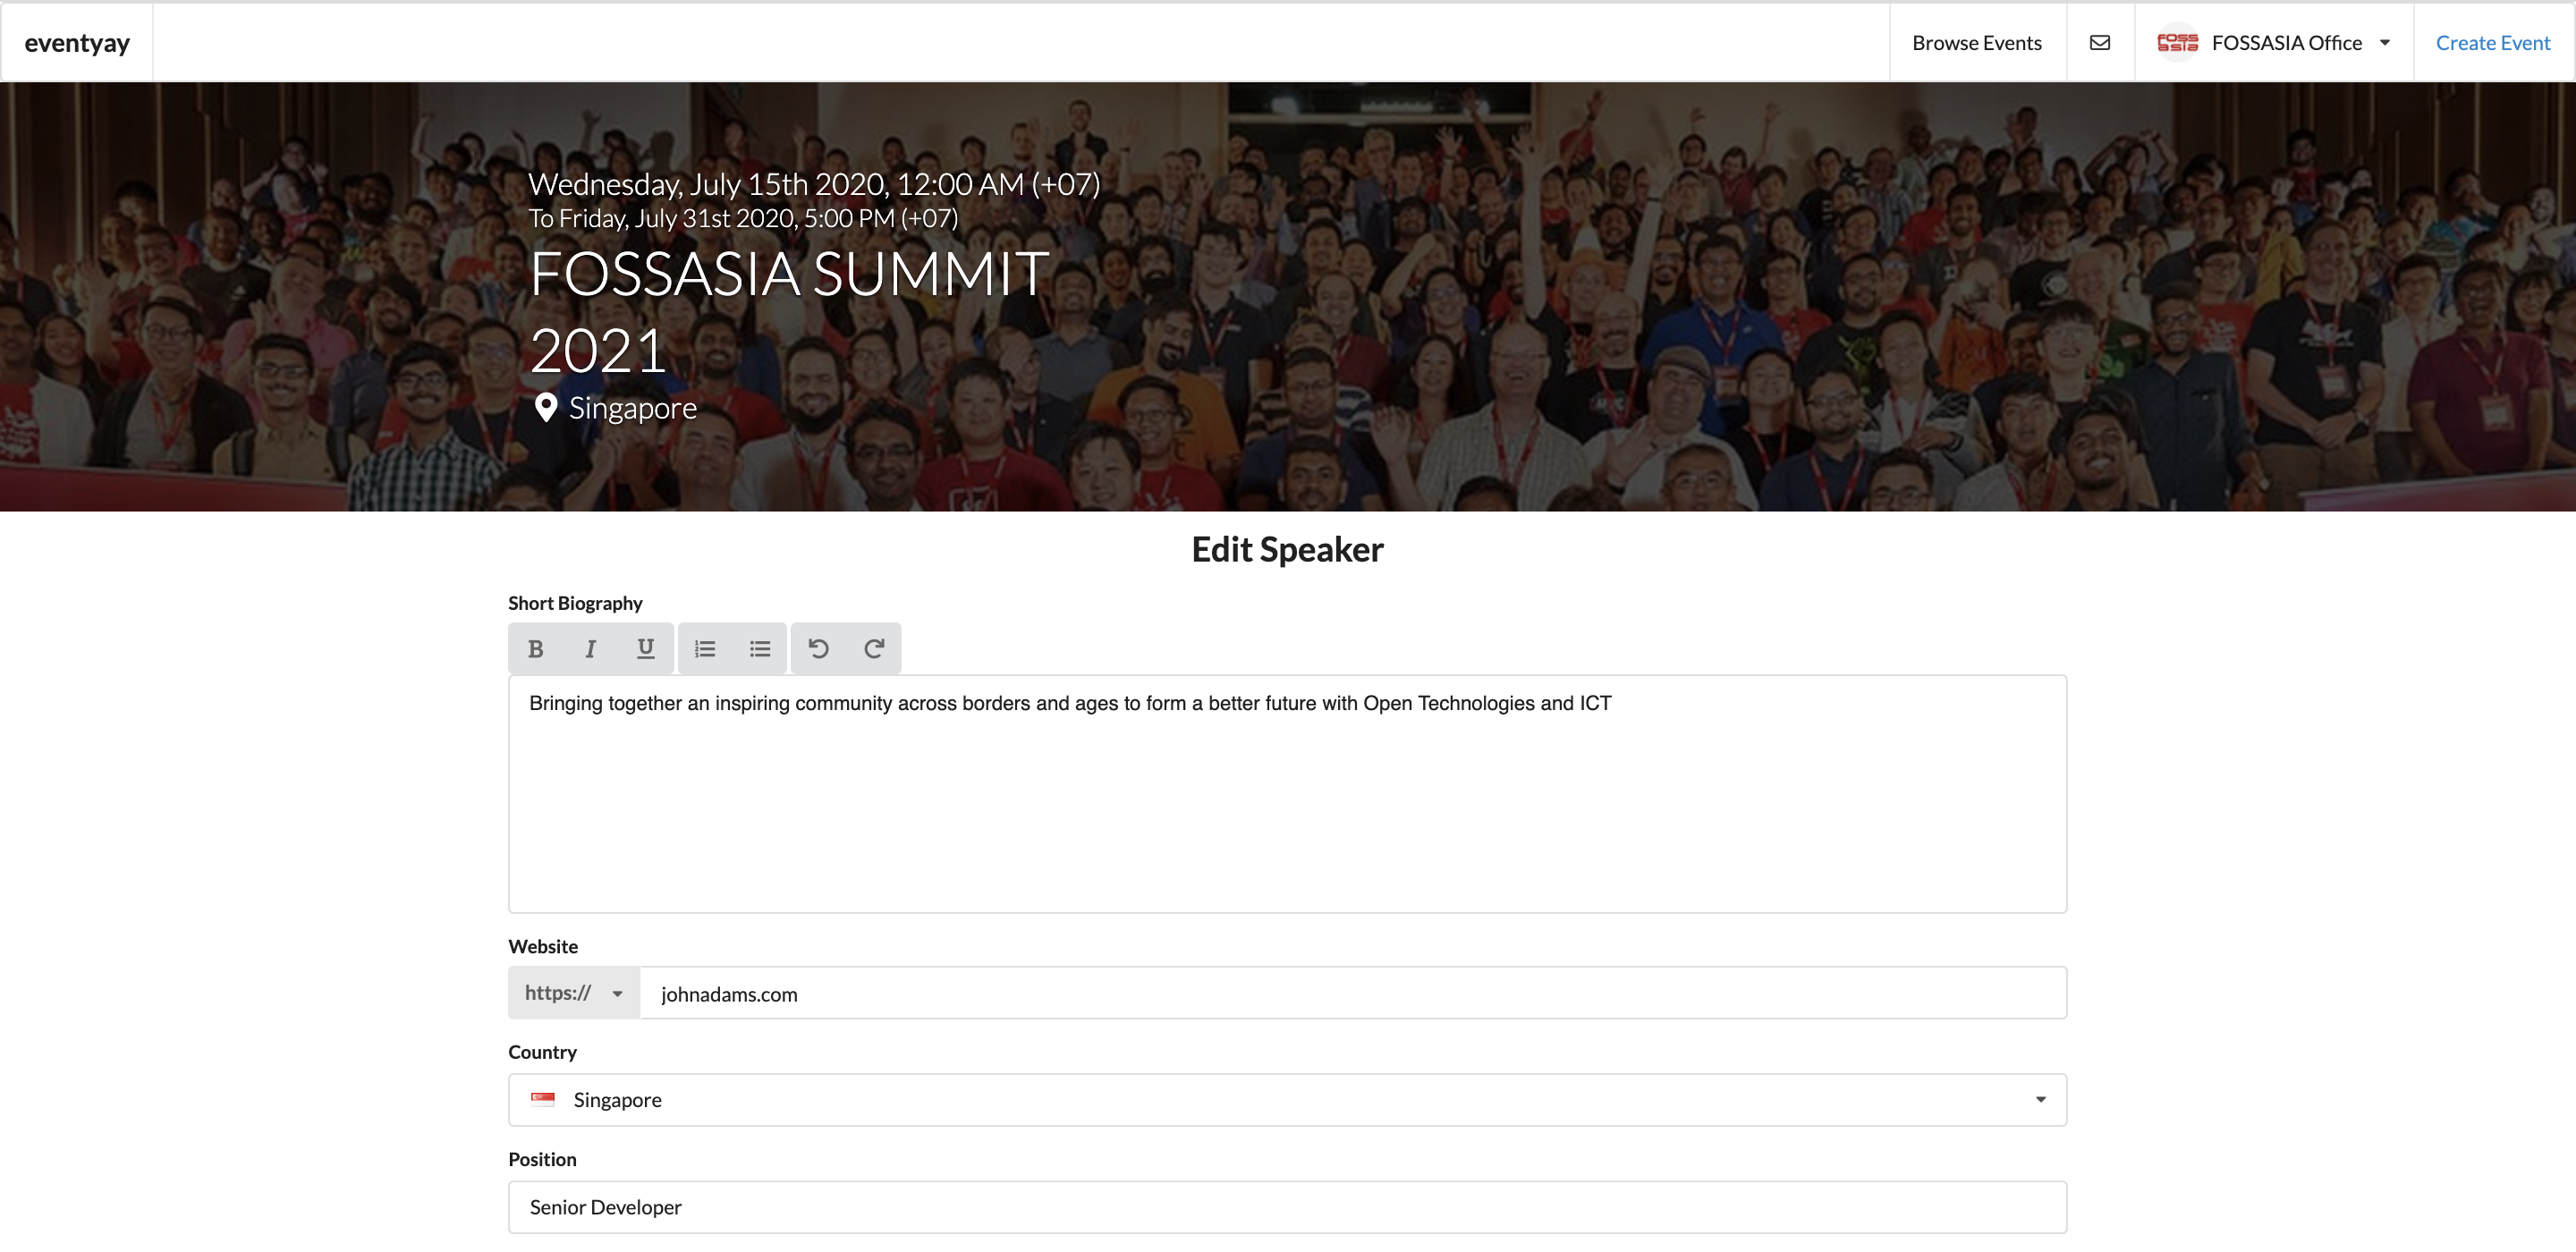 eventyay
Browse Events
FOSS ASIA FOSSASIA Office
Create Event
Wednesday, July 15th 2020, 12:00 AM (+07)
To Friday, July 31st 2020, 5:00 PM (+07)
FOSSASIA SUMMIT
2021
Singapore
Edit Speaker
Short Biography
B I U
Bringing together an inspiring community across borders and ages to form a better future with Open Technologies and ICT
Website
https:// johnadams.com
Country
Singapore
Position
Senior Developer